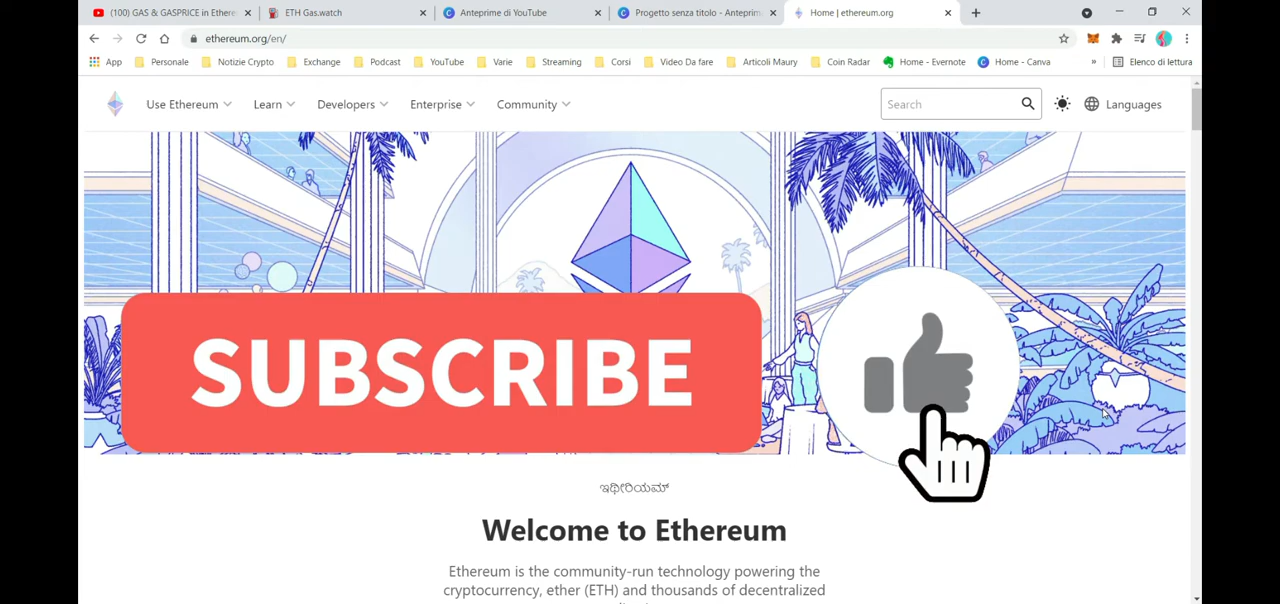 (100) GAS & GASPRICE in Ethere
ETH Gas.watch
Anteprime di YouTube
Progetto senza titolo - Anteprim
Home | ethereum.org
ethereum.org/en/
App
Personale
Notizie Crypto
Exchange
Podcast
YouTube
Varie
Streaming
Corsi
Video Da fare
Articoli Maury
Coin Radar
Home - Evernote
Home - Canva
»
Elenco di lettura
Use Ethereum
Learn
Developers
Enterprise
Community
Search
Languages
SUBSCRIBE
ಇಥೀರಿಯಮ್
Welcome to Ethereum
Ethereum is the community-run technology powering the
cryptocurrency, ether (ETH) and thousands of decentralized